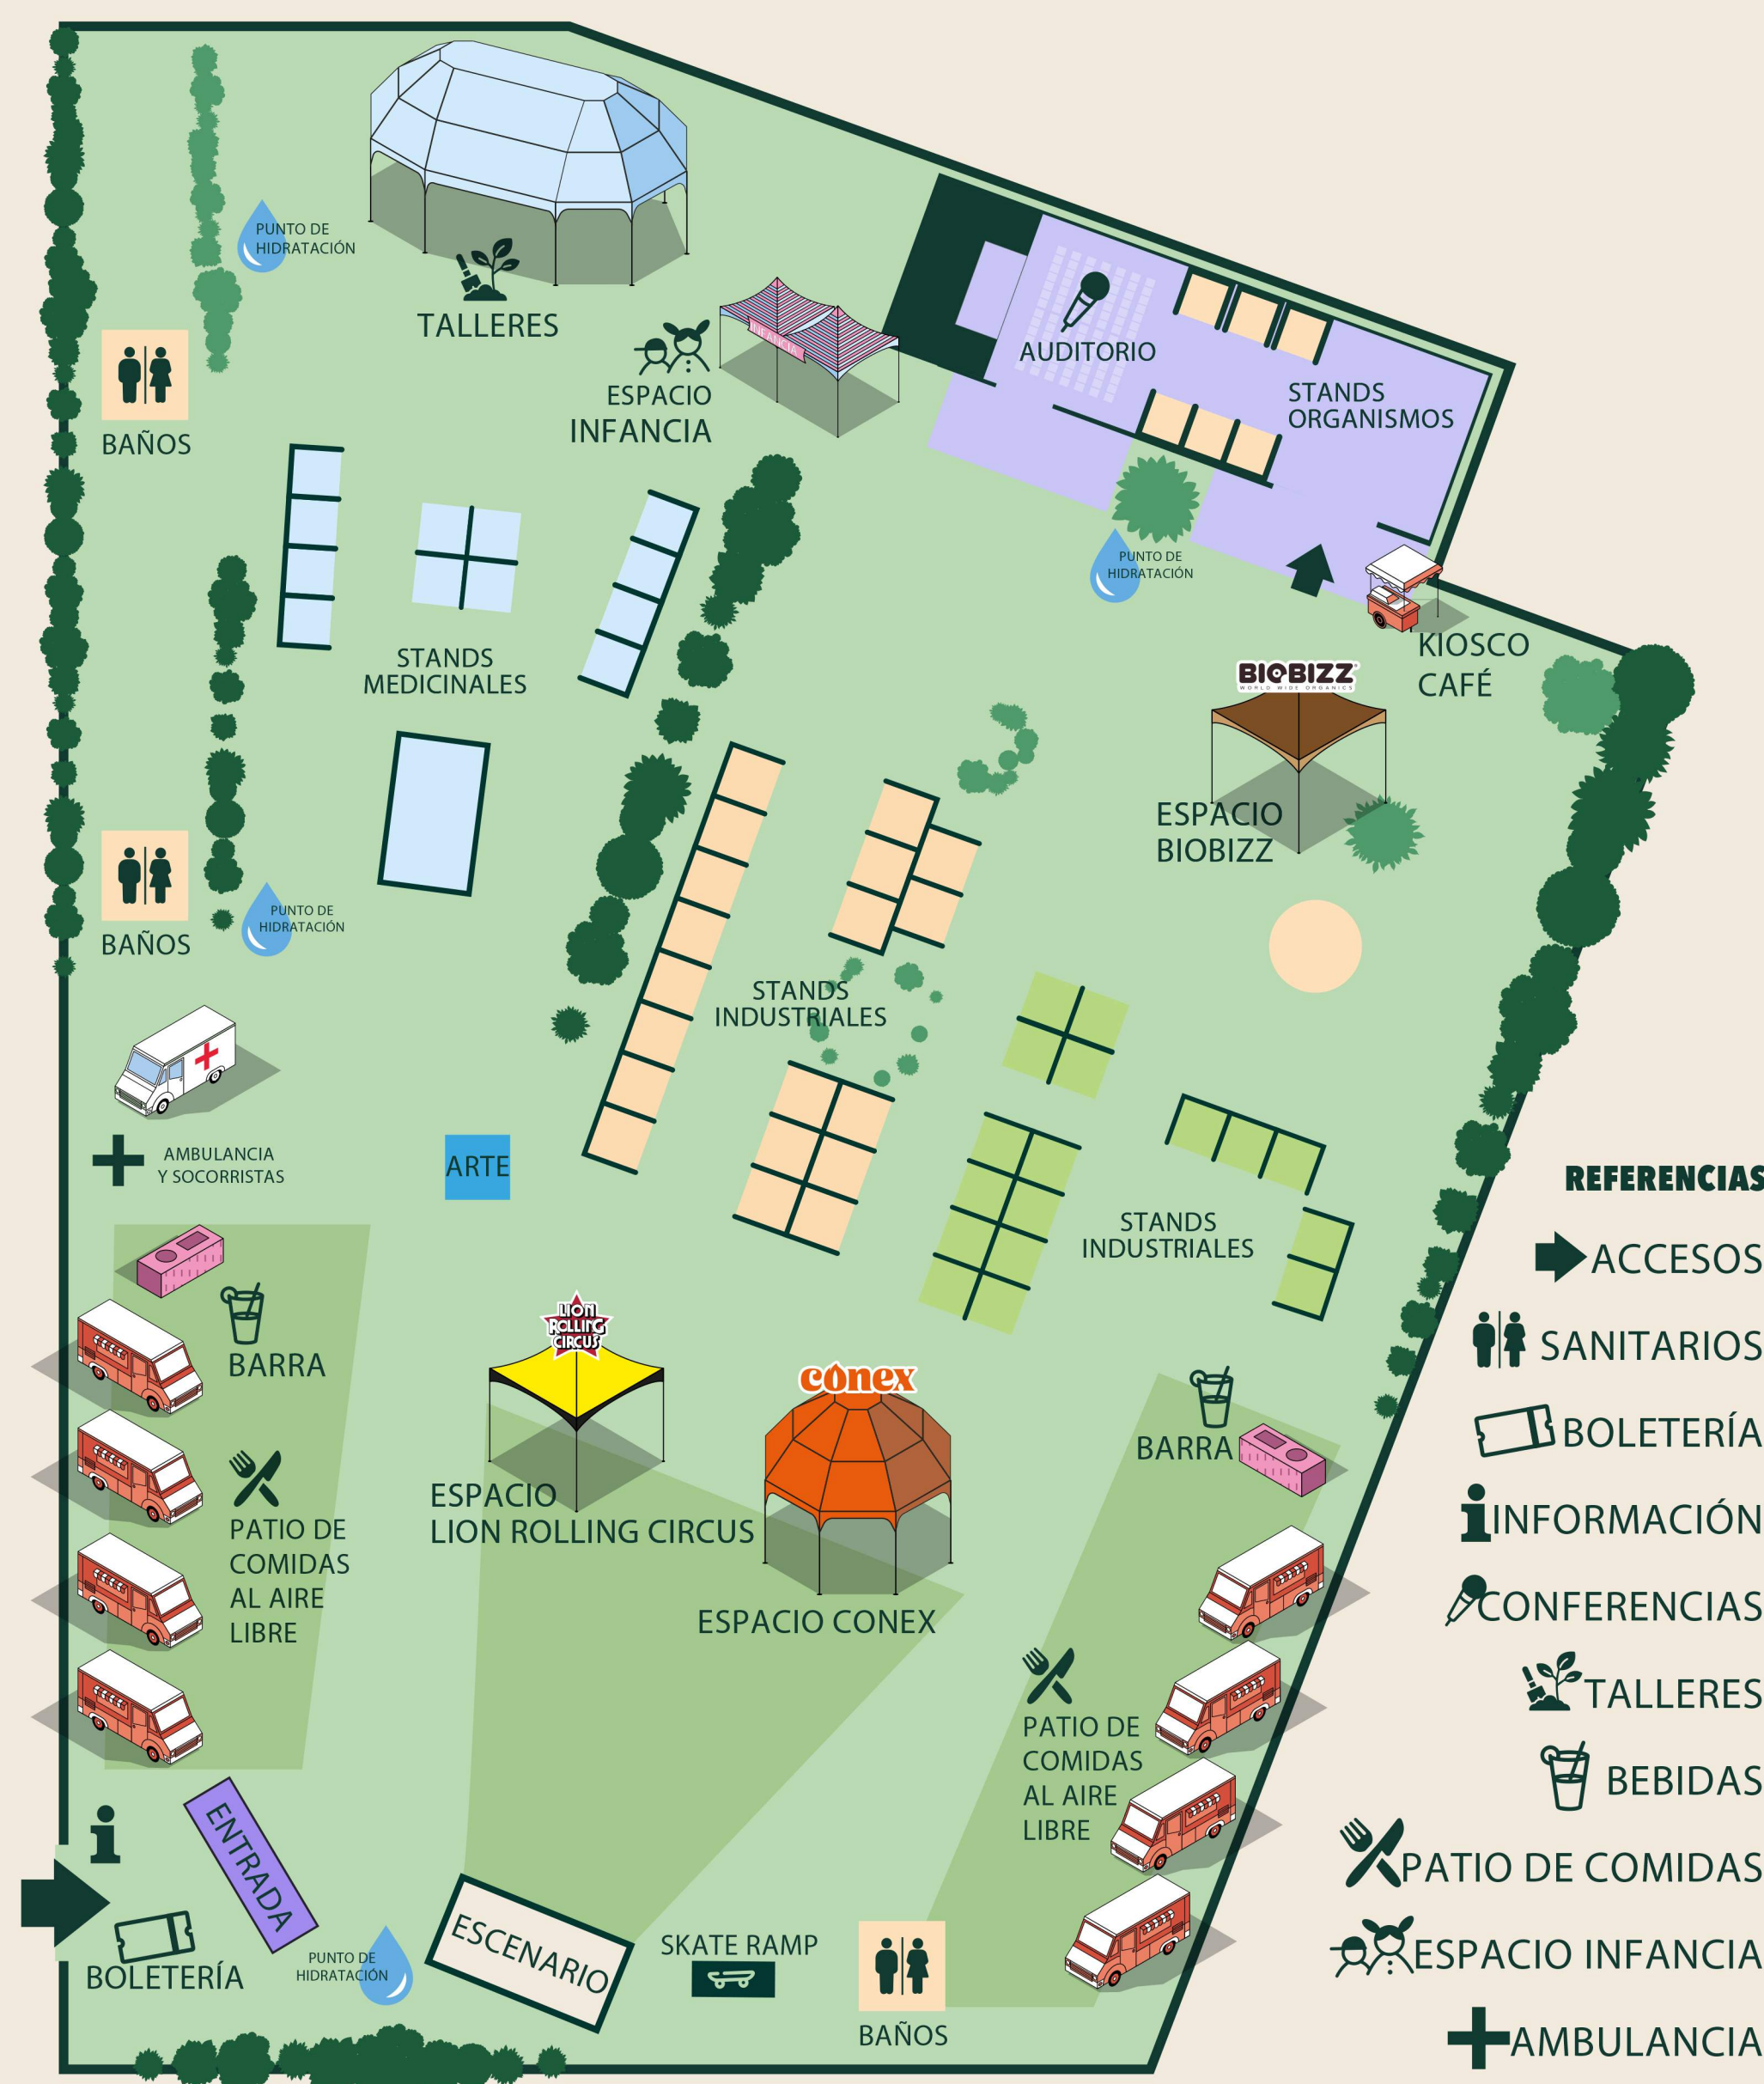 PUNTO DE
HIDRATACIÓN
TALLERES
ESPACIO
INFANCIA
INFANCIA
AUDITORIO
STANDS
ORGANISMOS
BAÑOS
PUNTO DE
HIDRATACIÓN
KIOSCO
CAFÉ
STANDS
MEDICINALES
BIOBIZZ
WORLD WIDE ORGANICS
ESPACIO
BIOBIZZ
BAÑOS
PUNTO DE
HIDRATACIÓN
STANDS
INDUSTRIALES
AMBULANCIA
Y SOCORRISTAS
ARTE
STANDS
INDUSTRIALES
BARRA
LION
ROLLING
CIRCUS
ESPACIO
LION ROLLING CIRCUS
conex
ESPACIO CONEX
BARRA
PATIO DE
COMIDAS
AL AIRE
LIBRE
PATIO DE
COMIDAS
AL AIRE
LIBRE
ENTRADA
BOLETERÍA
PUNTO DE
HIDRATACIÓN
ESCENARIO
SKATE RAMP
BAÑOS
REFERENCIAS
ACCESOS
SANITARIOS
BOLETERÍA
INFORMACIÓN
CONFERENCIAS
TALLERES
BEBIDAS
PATIO DE COMIDAS
ESPACIO INFANCIA
AMBULANCIA